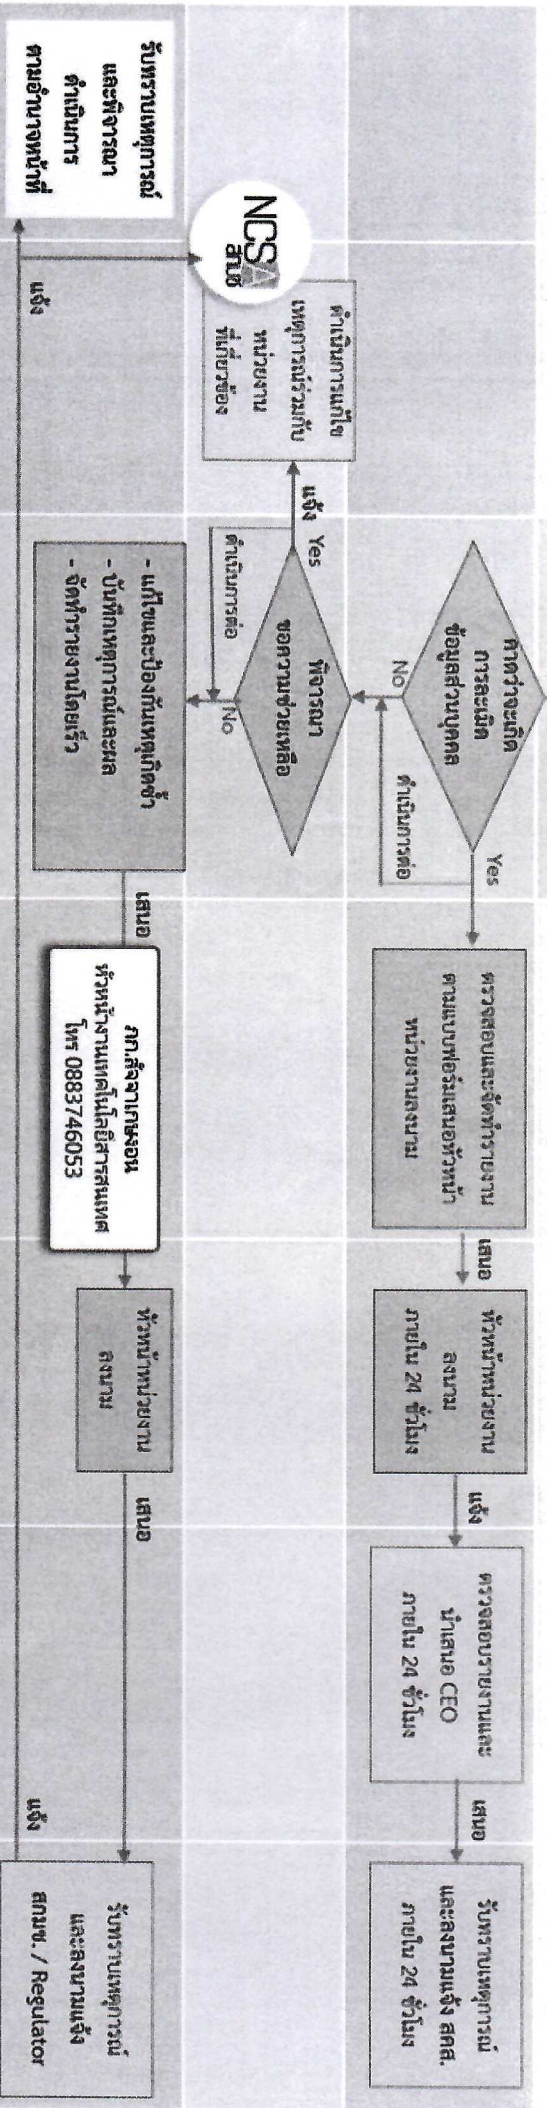 คาดว่าจะเกิด
การละเมิด
ข้อมูลส่วนบุคคล
Yes
No
ดำเนินการต่อ
ตรวจสอบและจัดทำรายงาน
ตามแบบฟอร์มเสนอหัวหน้า
หน่วยงานลงนาม
เสนอ
หัวหน้าหน่วยงาน
ลงนาม
ภายใน 24 ชั่วโมง
แจ้ง
ตรวจสอบรายงานและ
นำเสนอ CEO
ภายใน 24 ชั่วโมง
เสนอ
รับทราบเหตุการณ์
และลงนามแจ้ง สคส.
ภายใน 24 ชั่วโมง
NCSA
สกมช
ดำเนินการแก้ไข
เหตุการณ์ร่วมกับ
หน่วยงาน
ที่เกี่ยวข้อง
แจ้ง
Yes
พิจารณา
ขอความช่วยเหลือ
ดำเนินการต่อ
No
รับทราบเหตุการณ์
และพิจารณา
ดำเนินการ
ตามอำนาจหน้าที่
แจ้ง
- แก้ไขและป้องกันเหตุเกิดซ้ำ
- บันทึกเหตุการณ์และผล
- จัดทำรายงานโดยเร็ว
เสนอ
ภก.สัจจาเกษงอน
หัวหน้างานเทคโนโลยีสารสนเทศ
โทร 0883746053
หัวหน้าหน่วยงาน
ลงนาม
เสนอ
รับทราบเหตุการณ์
และลงนามแจ้ง
สกมช. / Regulator
แจ้ง